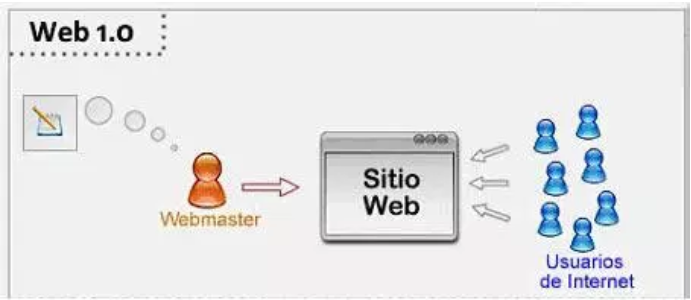 Web 1.0
Sitio
Web
Webmaster
Usuarios
de Internet